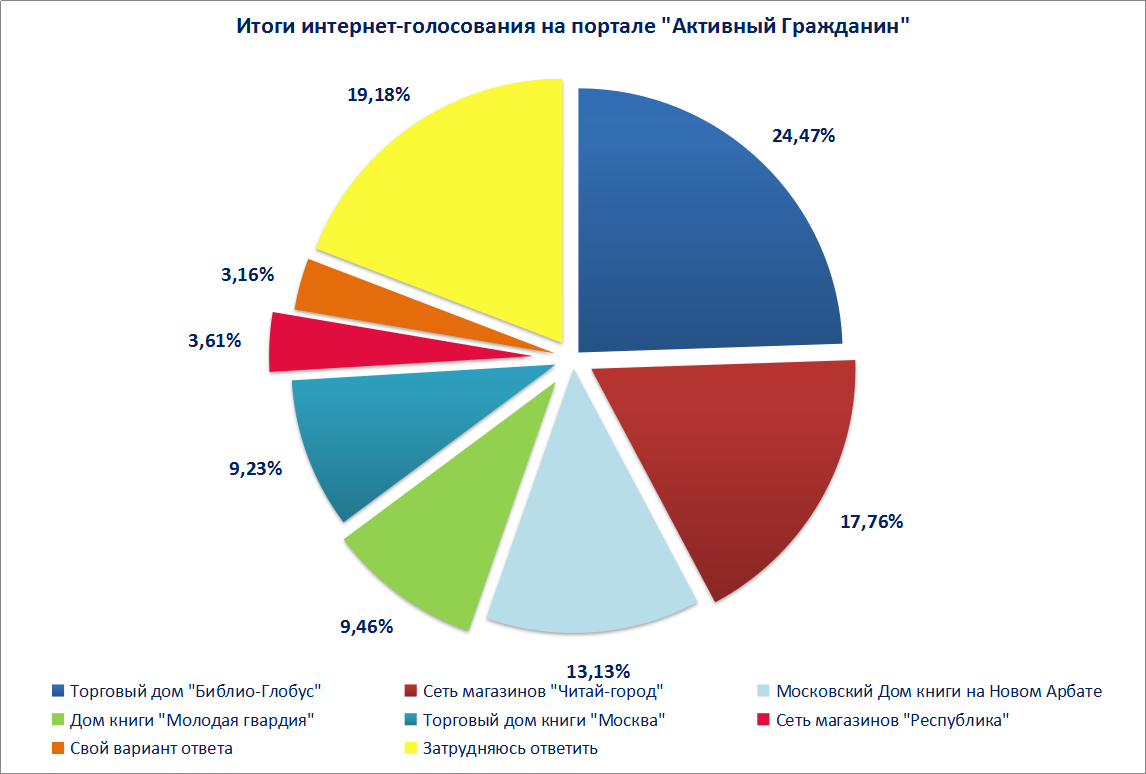 Итоги интернет-голосования на портале "Активный Гражданин"
19,18%
24,47%
3,16%
3,61%
9,23%
17,76%
9,46%
13,13%
Торговый дом "Библио-Глобус" Сеть магазинов "Читай-город" Московский Дом книги на Новом Арбате
Дом книги "Молодая гвардия" Торговый дом книги "Москва" Сеть магазинов "Республика"
Свой вариант ответа Затрудняюсь ответить